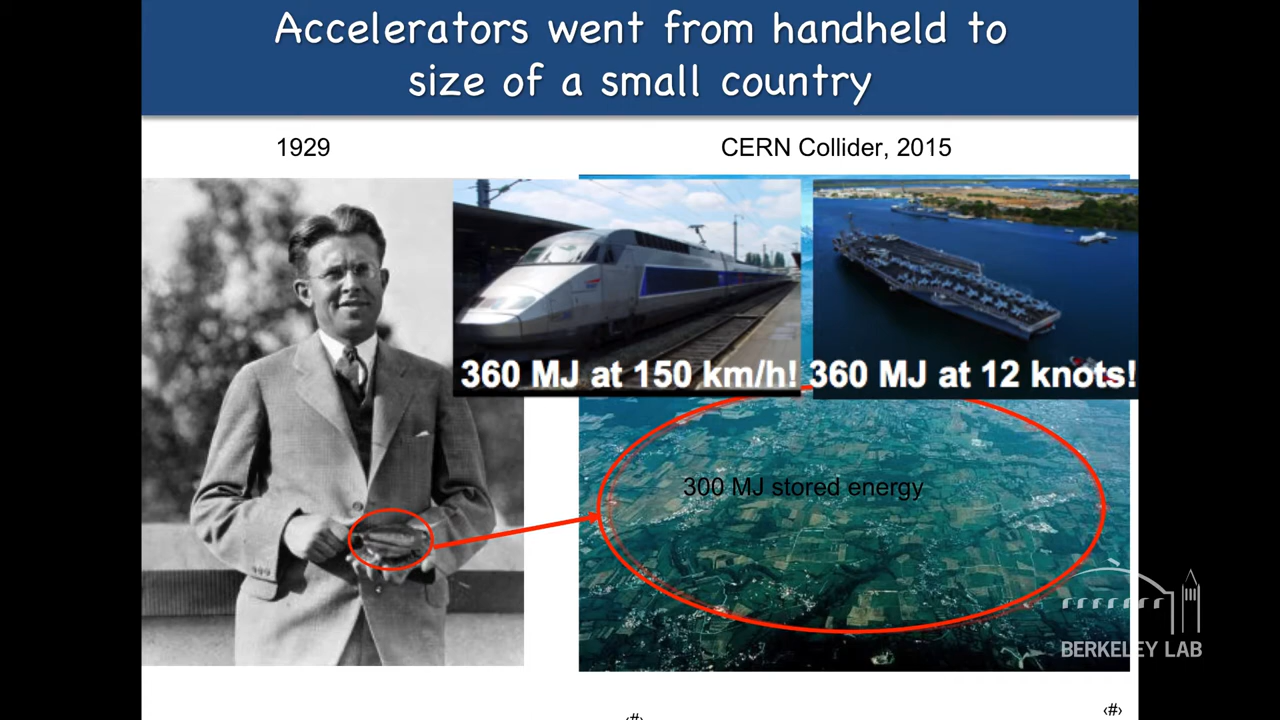 Accelerators went from handheld to
size of a small country
1929
CERN Collider, 2015
360 MJ at 150 km/h!
360 MJ at 12 knots!
300 MJ stored energy
BERKELEY LAB
‹#›
‹#›